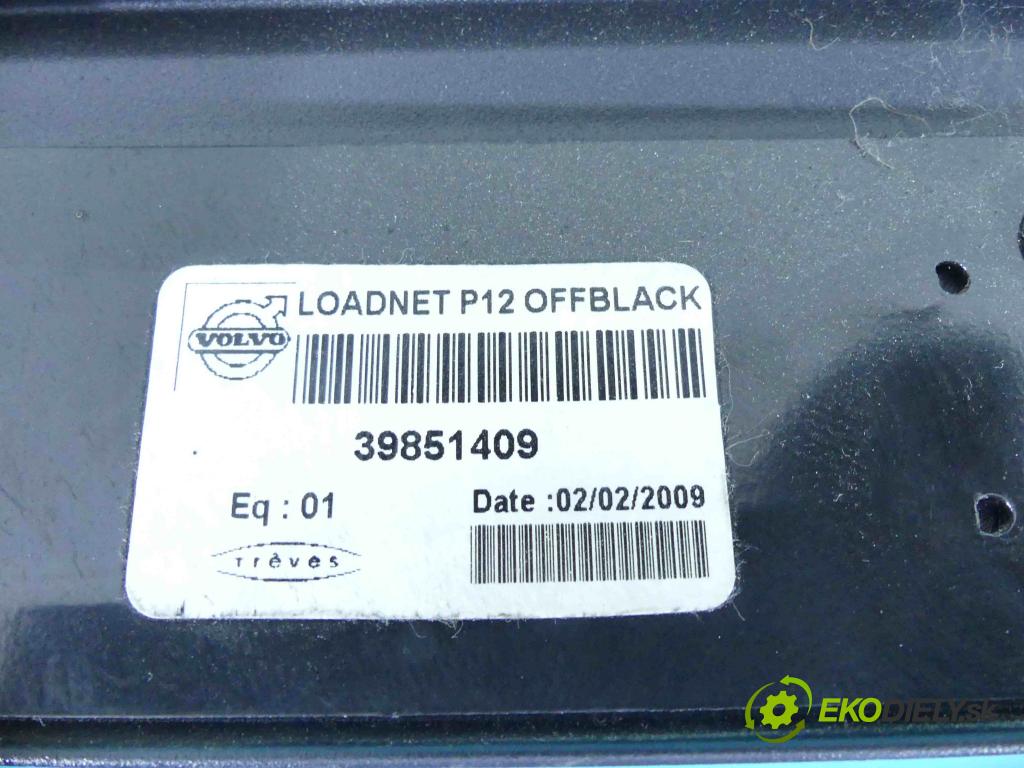 LOADNET P12 OFFBLACK
VOLVO
39851409
Eq : 01
Date :02/02/2009
Trèves
EKODIELY.SK